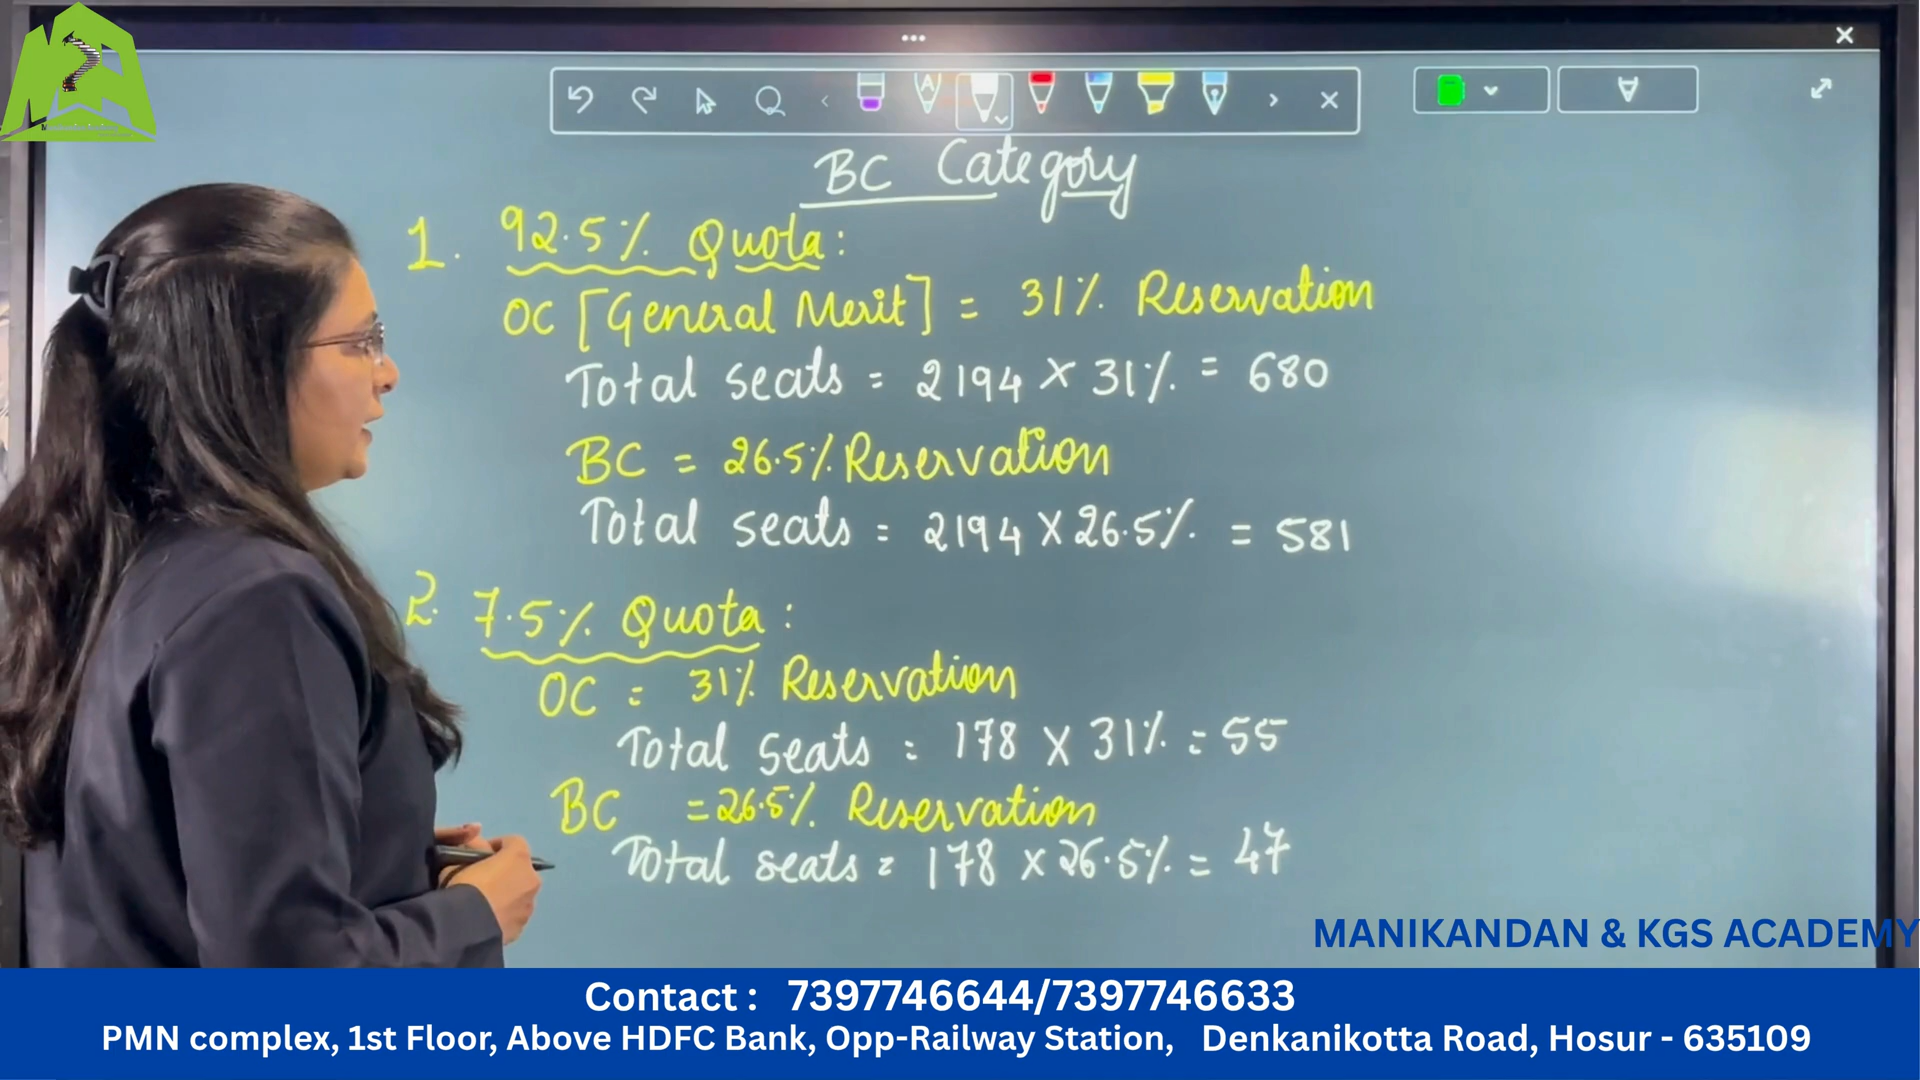 BC Category
1. 92.5% Quota:
OC [General Merit] = 31% Reservation
Total seats = 2194 x 31% = 680
BC = 26.5% Reservation
Total seats = 2194 x 26.5% = 581
2. 7.5% Quota:
OC = 31% Reservation
Total seats = 178 x 31% = 55
BC = 26.5% Reservation
Total seats = 178 x 26.5% = 47
MANIKANDAN & KGS ACADEMY
Contact : 7397746644/7397746633
PMN complex, 1st Floor, Above HDFC Bank, Opp-Railway Station, Denkanikotta Road, Hosur - 635109